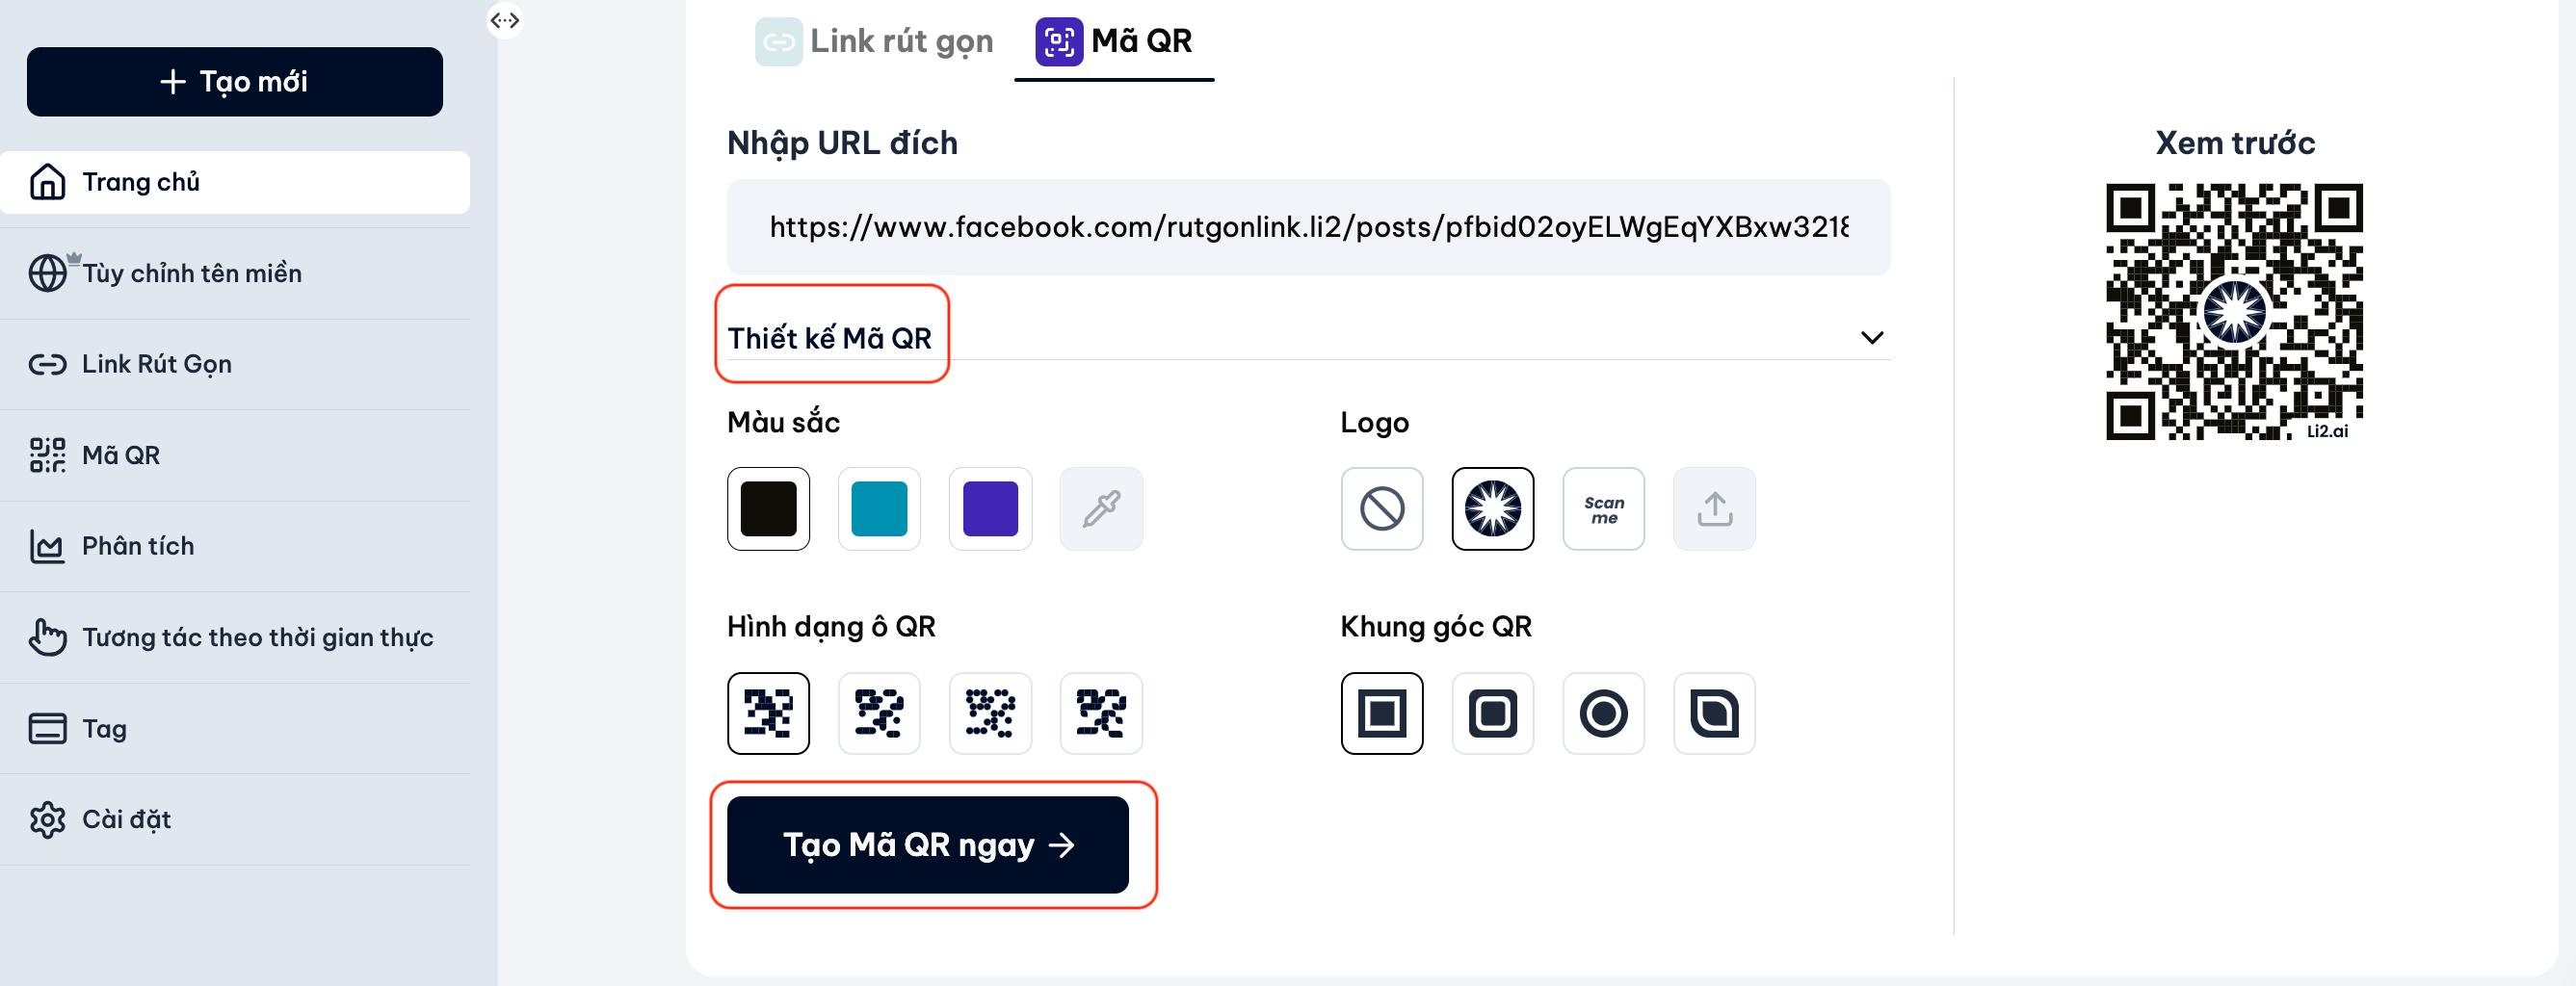 Tạo mới
Trang chủ
Tùy chỉnh tên miền
Link Rút Gọn
Mã QR
Phân tích
Tương tác theo thời gian thực
Tag
Cài đặt
Link rút gọn
Mã QR
Nhập URL đích
https://www.facebook.com/rutgonlink.li2/posts/pfbid02oyELWgEqYXBxw3218
Thiết kế Mã QR
Màu sắc
Logo
Scan
me
Hình dạng ô QR
Khung góc QR
Tạo Mã QR ngay
Xem trước
Li2.ai